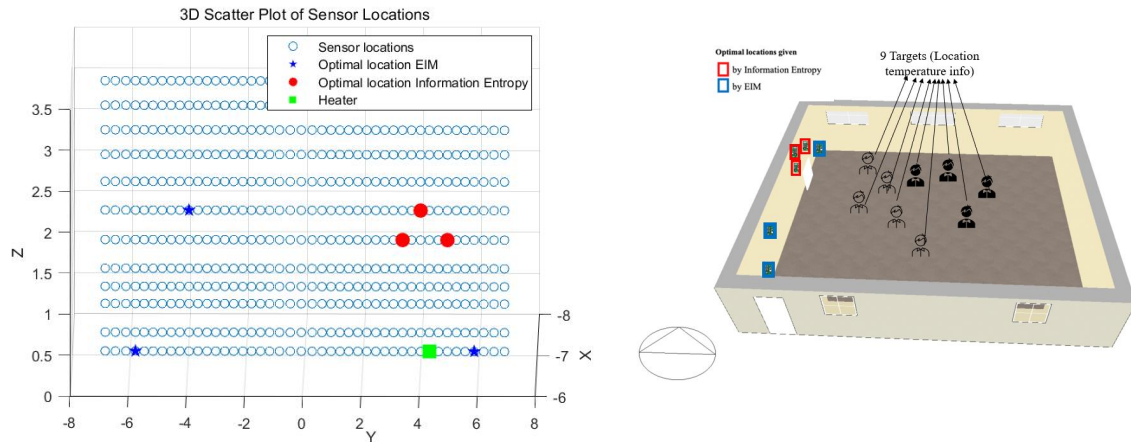 3D Scatter Plot of Sensor Locations
Sensor locations
Optimal location EIM
Optimal location Information Entropy
Heater
3.5
3
2.5
2
1.5
1
0.5
0
Z
-8
-6
-4
-2
0
2
4
6
8
Y
-8
-7
-6
X
Optimal locations given
by Information Entropy
by EIM
9 Targets (Location
temperature info)